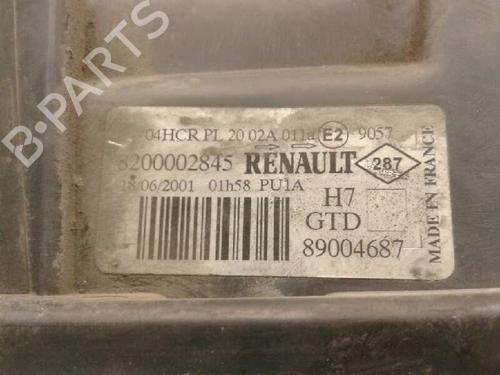 B-PARTS
04HCR PL 20 02A 011a E2 9057
8200002845 RENAULT 287
8/06/2001 01h58 PU1A
H7
GTD
89004687
MADE IN FRANCE